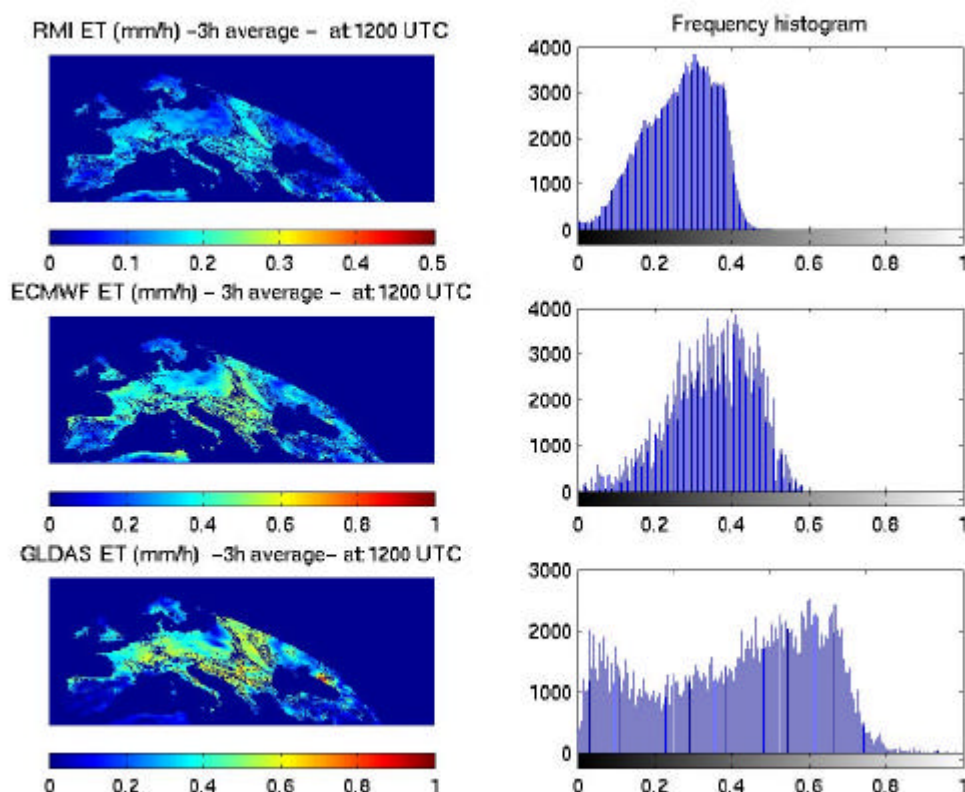 RMI ET (mm/h) -3h average - at 1200 UTC
Frequency histogram
4000
3000
2000
1000
0
0 0.1 0.2 0.3 0.4 0.5
0 0.2 0.4 0.6 0.8 1
ECMWF ET (mm/h) - 3h average - at 1200 UTC
4000
3000
2000
1000
0
0 0.2 0.4 0.6 0.8 1
0 0.2 0.4 0.6 0.8 1
GLDAS ET (mm/h) -3h average- at 1200 UTC
3000
2000
1000
0
0 0.2 0.4 0.6 0.8 1
0 0.2 0.4 0.6 0.8 1